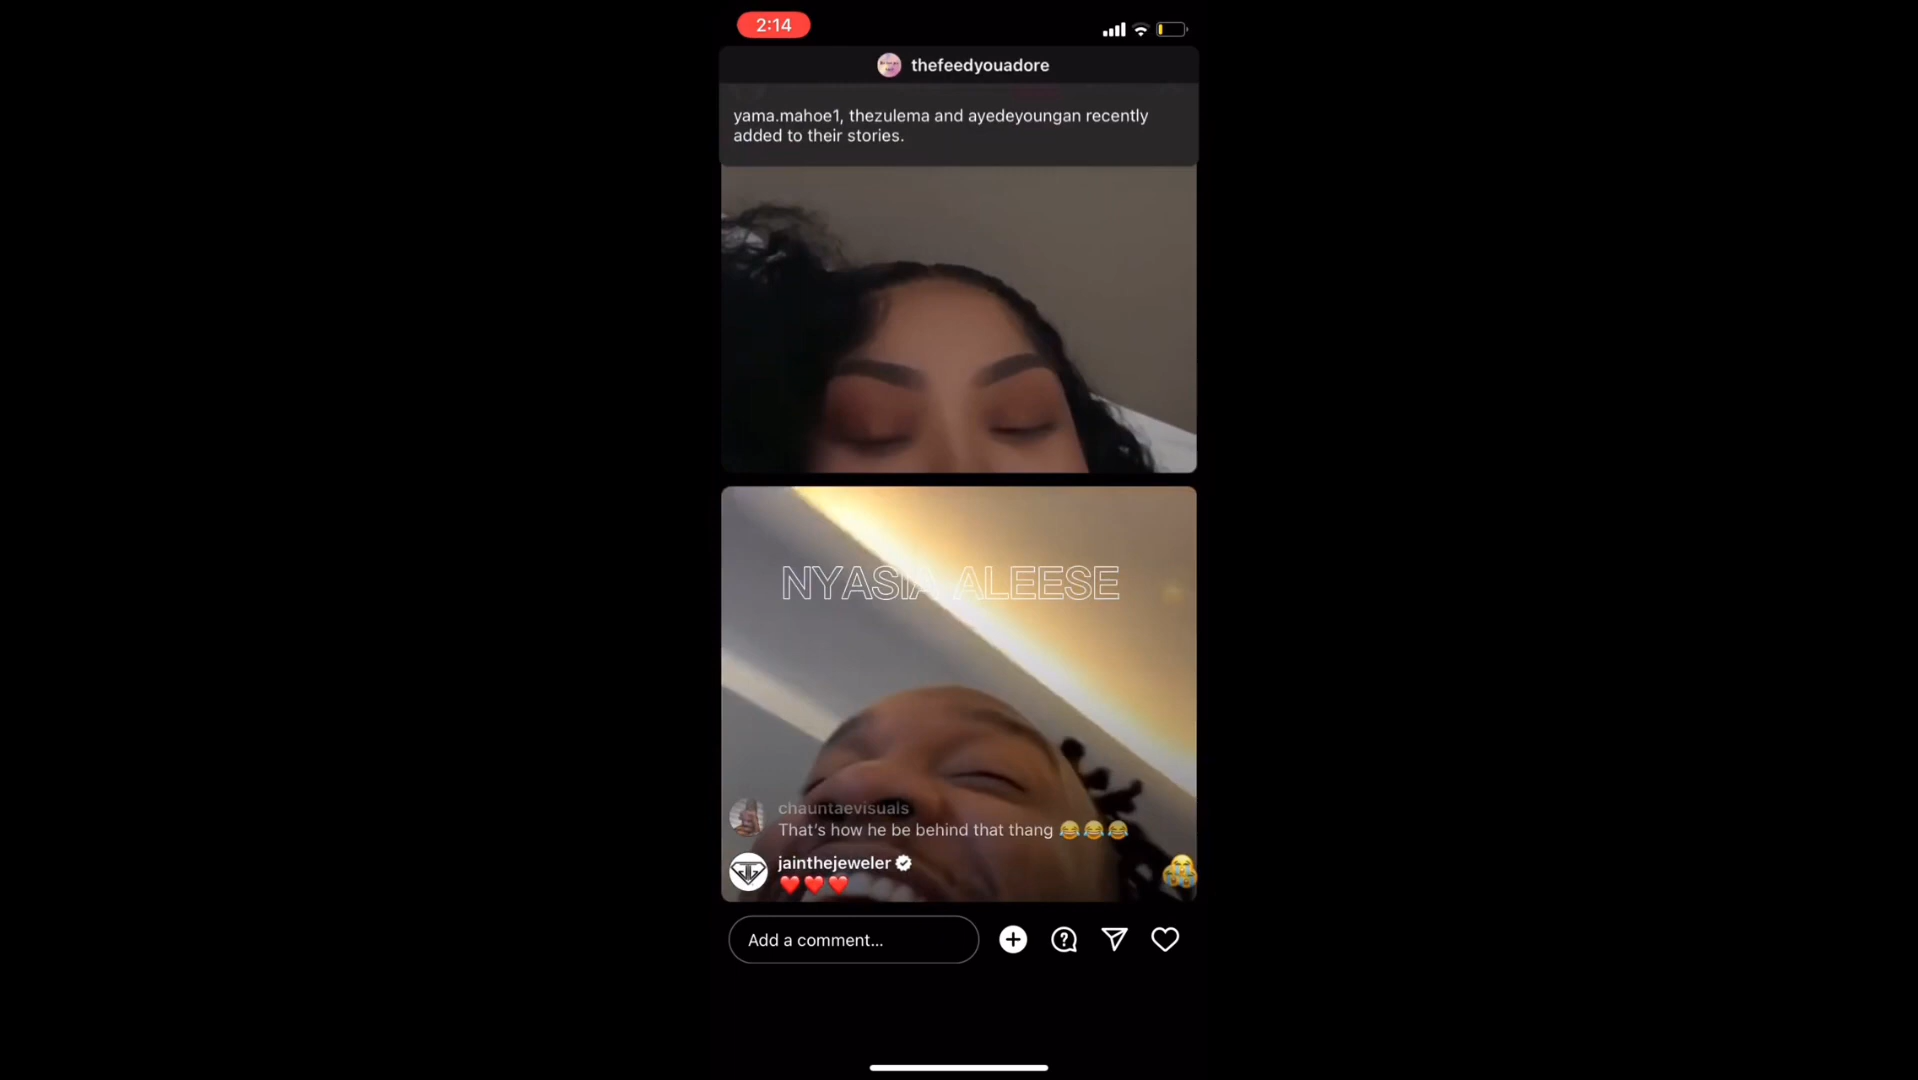 2:14
thefeedyouadore
yama.mahoe1, thezulema and ayedeyoungan recently
added to their stories.
NYASIA ALEESE
chauntaevisuals
That's how he be behind that thang 😂😂😂
jainthejeweler
❤️❤️❤️
Add a comment...